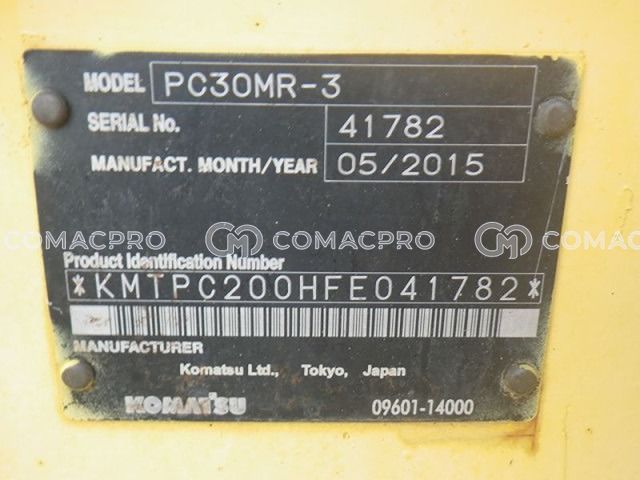 MODEL PC30MR-3
SERIAL No. 41782
MANUFACT. MONTH/YEAR 05/2015
COMACPRO COMACPRO COMACPRO
Product Identification Number
*KMTPC200HFE041782*
MANUFACTURER
Komatsu Ltd., Tokyo, Japan
KOMATSU 09601-14000